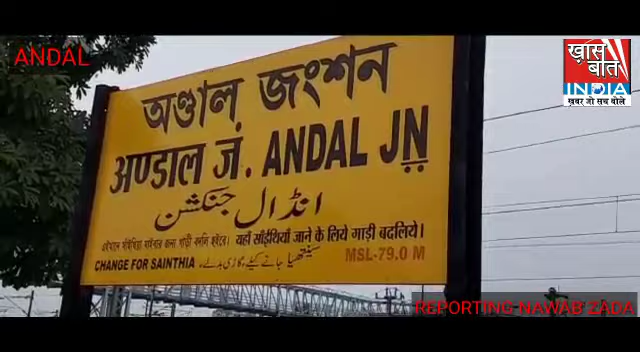 ANDAL
ख़ास
बात
INDIA
ख़बर जो सच बोले
অণ্ডাল জংশন
अण्डाल जं. ANDAL JN
انڈال جنکشن
यहाँ साँईथियाँ जाने के लिये गाड़ी बदलिये।
CHANGE FOR SAINTHIA
MSL-79.0 M
REPORTING NAWAB ZADA